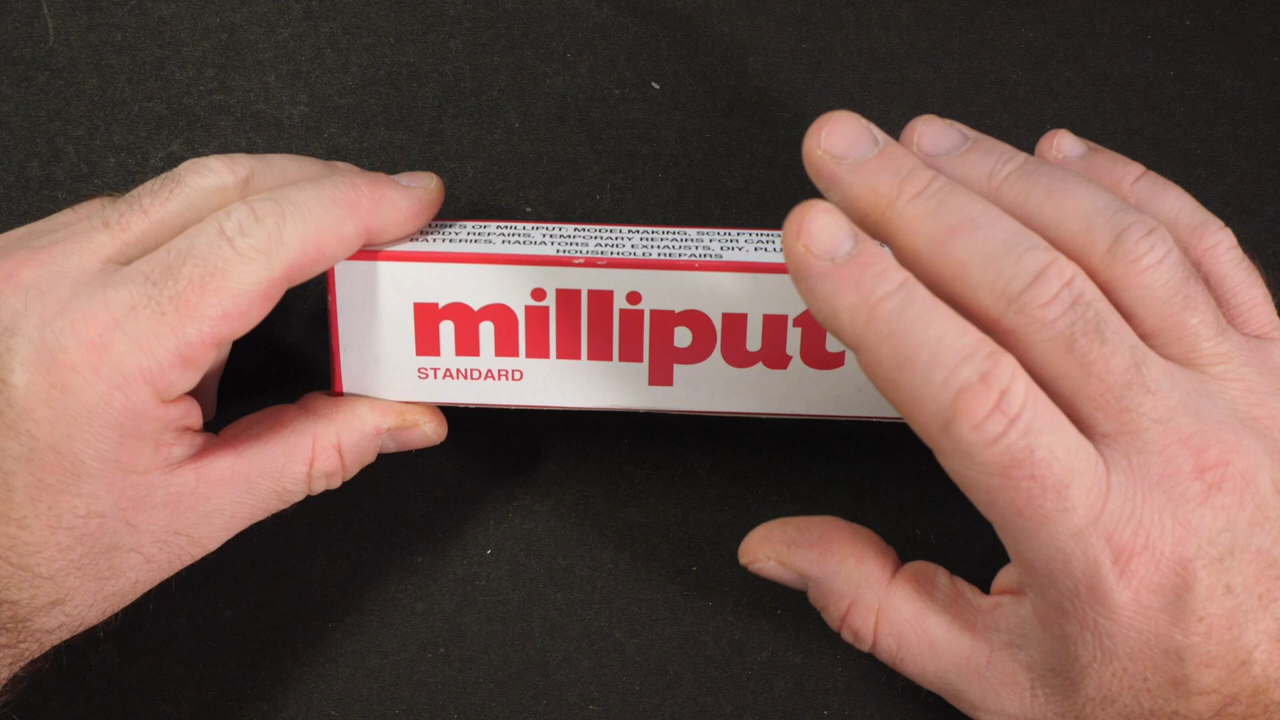 USES OF MILLIPUT: MODELMAKING, SCULPTING
BODY REPAIRS, TEMPORARY REPAIRS FOR CAR
BATTERIES, RADIATORS AND EXHAUSTS, DIY,
HOUSEHOLD REPAIRS
milliput
STANDARD